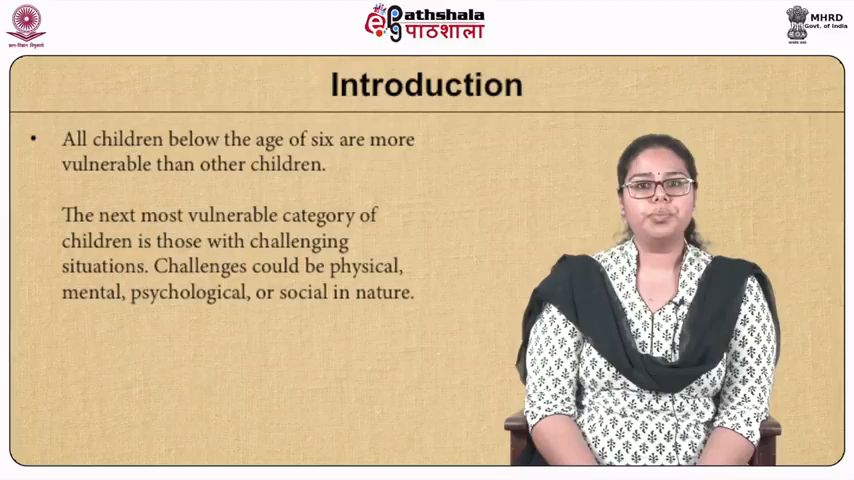 ePathshala
पाठशाला
MHRD
Govt. of India
Introduction
• All children below the age of six are more
vulnerable than other children.
The next most vulnerable category of
children is those with challenging
situations. Challenges could be physical,
mental, psychological, or social in nature.